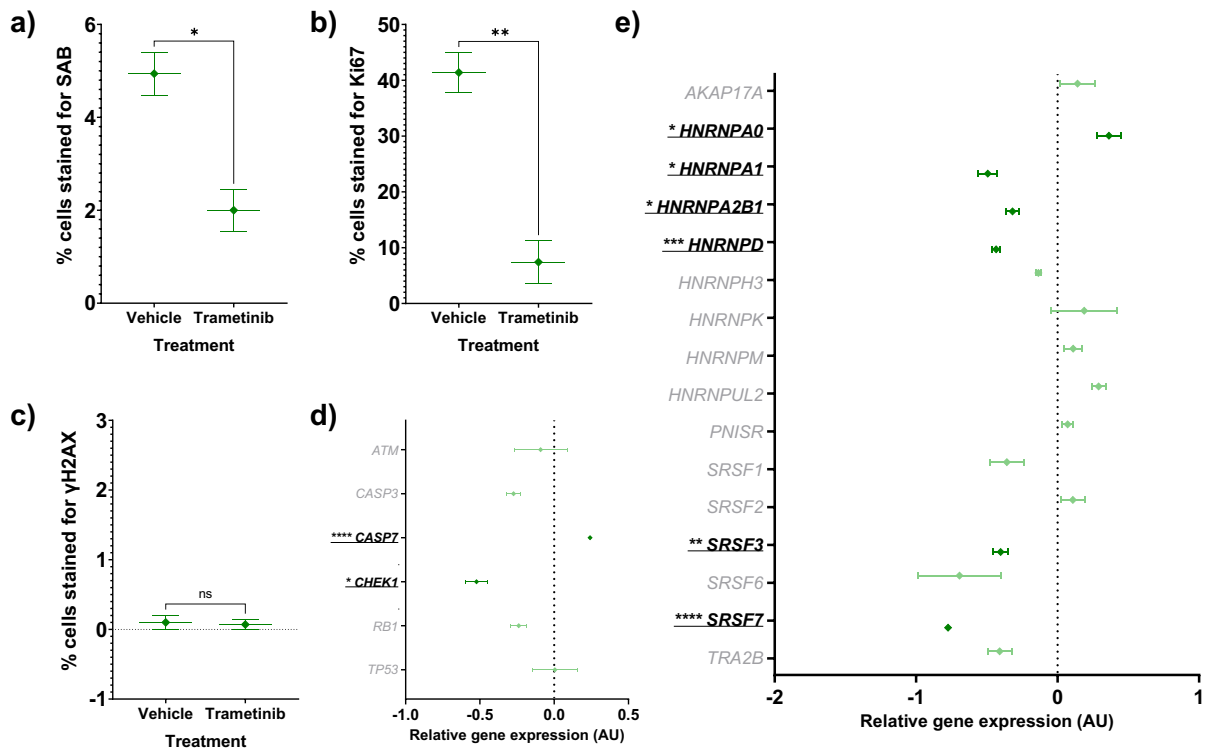 a)
% cells stained for SAB
6
4
2
0
*
Vehicle Trametinib
Treatment
b)
% cells stained for Ki67
50
40
30
20
10
0
**
Vehicle Trametinib
Treatment
c)
% cells stained for γH2AX
3
2
1
0
-1
ns
Vehicle Trametinib
Treatment
d)
ATM
CASP3
**** CASP7
* CHEK1
RB1
TP53
-1.0 -0.5 0.0 0.5
Relative gene expression (AU)
e)
AKAP17A
* HNRNPA0
* HNRNPA1
* HNRNPA2B1
*** HNRNPD
HNRNPH3
HNRNPK
HNRNPM
HNRNPUL2
PNISR
SRSF1
SRSF2
** SRSF3
SRSF6
**** SRSF7
TRA2B
-2 -1 0 1
Relative gene expression (AU)